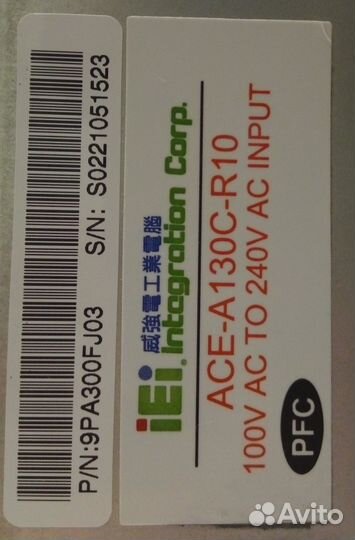 P/N:9PA300FJ03 S/N: S0221051523
iEi 威強電工業電腦
Integration Corp.
ACE-A130C-R10
100V AC TO 240V AC INPUT
PFC
Avito